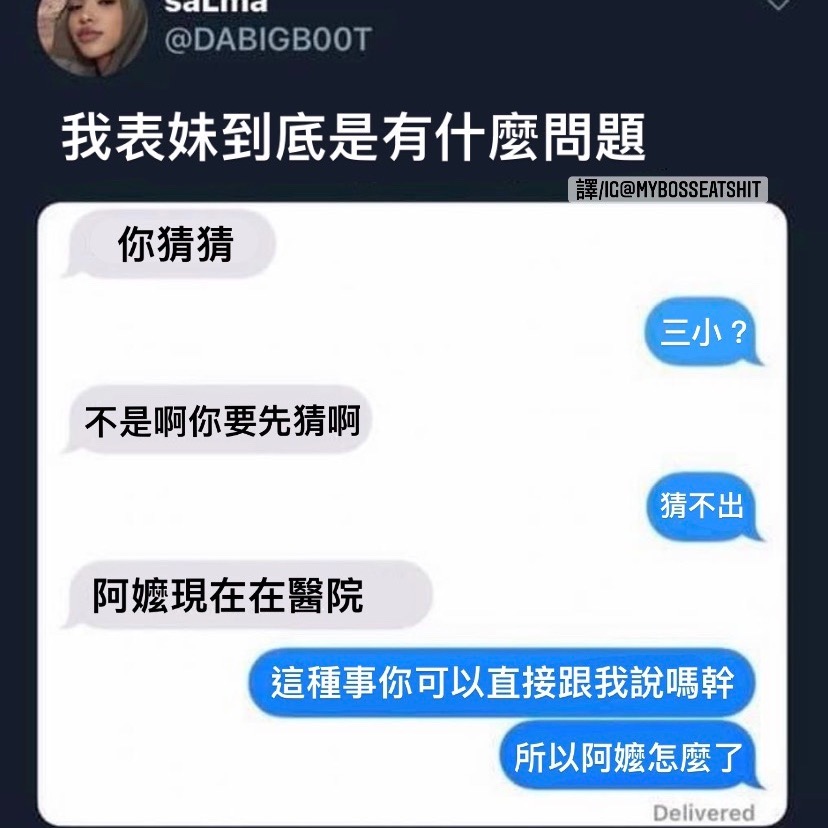 saLma
@DABIGB00T
我表妹到底是有什麼問題
譯/IG@MYBOSSEATSHIT
你猜猜
三小？
不是啊你要先猜啊
猜不出
阿嬤現在在醫院
這種事你可以直接跟我說嗎幹
所以阿嬤怎麼了
Delivered